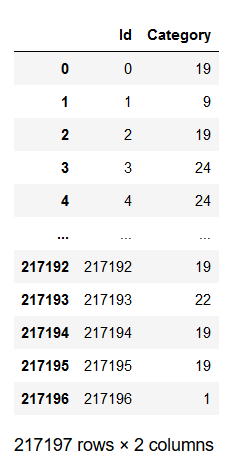 Id Category
0 0 19
1 1 9
2 2 19
3 3 24
4 4 24
... ... ...
217192 217192 19
217193 217193 22
217194 217194 19
217195 217195 19
217196 217196 1
217197 rows × 2 columns